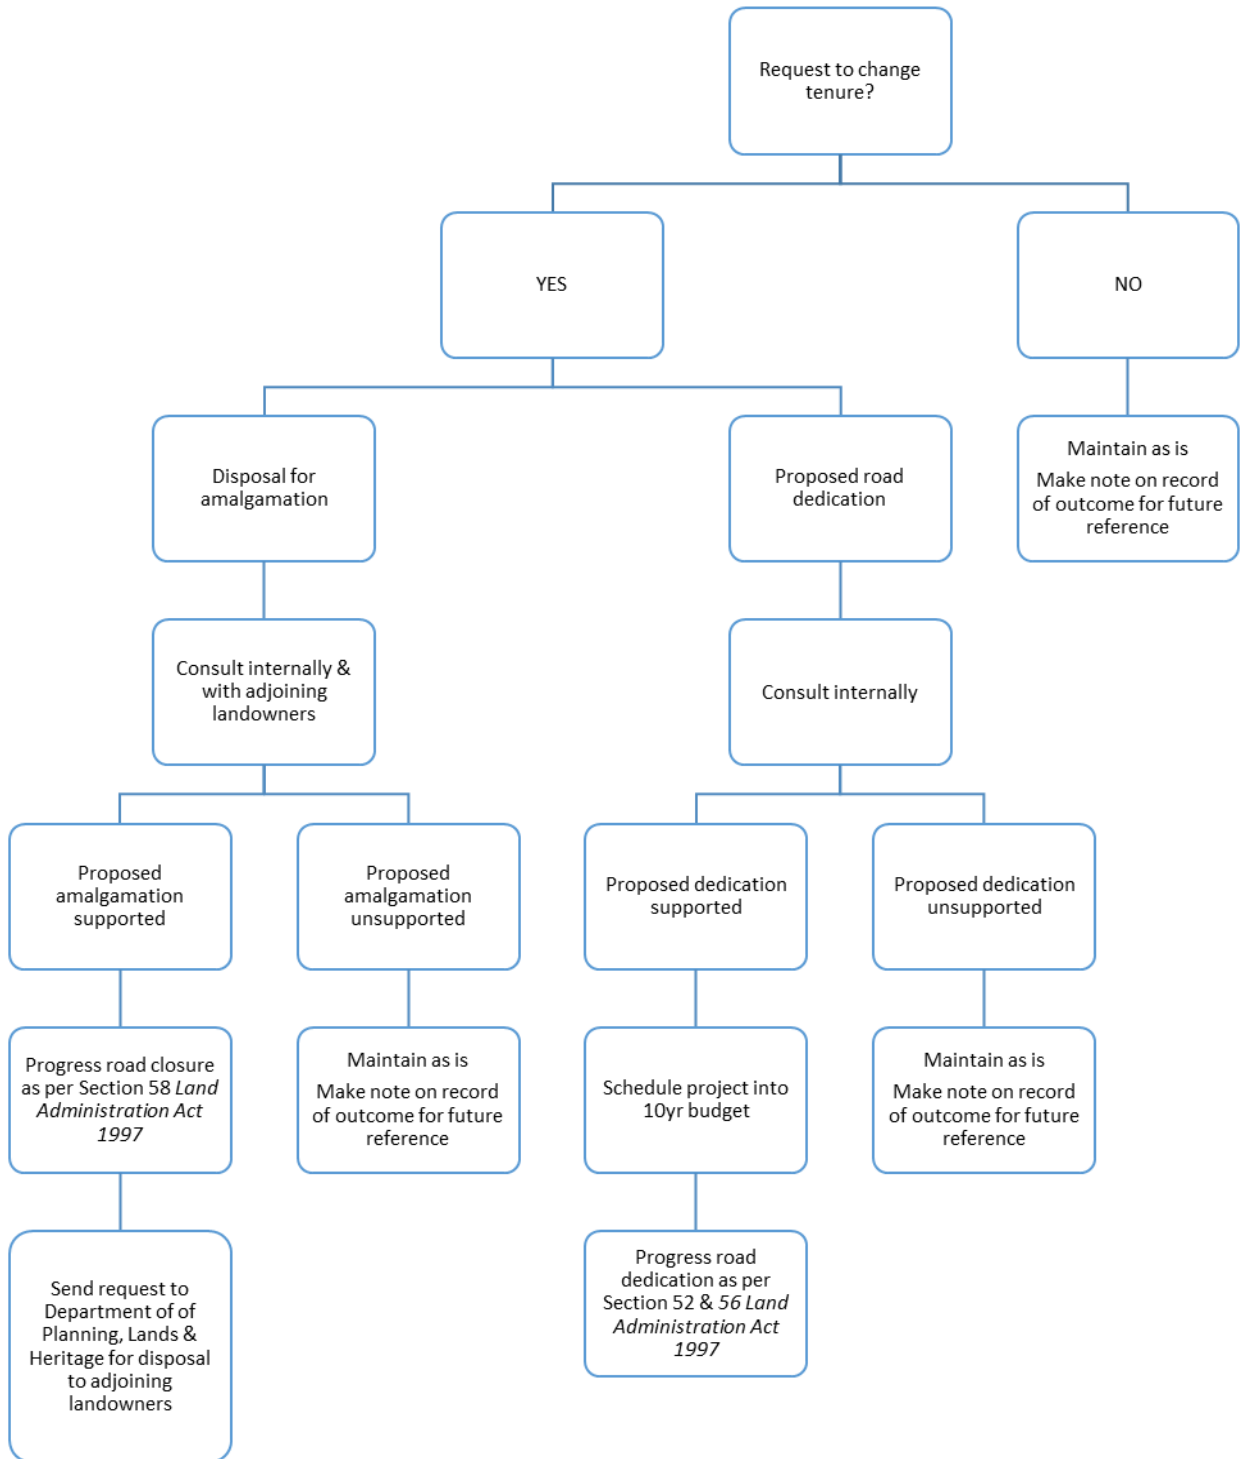 Request to change
tenure?
YES
NO
Disposal for
amalgamation
Proposed road
dedication
Maintain as is
Make note on record
of outcome for future
reference
Consult internally &
with adjoining
landowners
Consult internally
Proposed
amalgamation
supported
Proposed
amalgamation
unsupported
Proposed dedication
supported
Proposed dedication
unsupported
Progress road closure
as per Section 58 Land
Administration Act
1997
Maintain as is
Make note on record
of outcome for future
reference
Schedule project into
10yr budget
Maintain as is
Make note on record
of outcome for future
reference
Send request to
Department of of
Planning, Lands &
Heritage for disposal
to adjoining
landowners
Progress road
dedication as per
Section 52 & 56 Land
Administration Act
1997